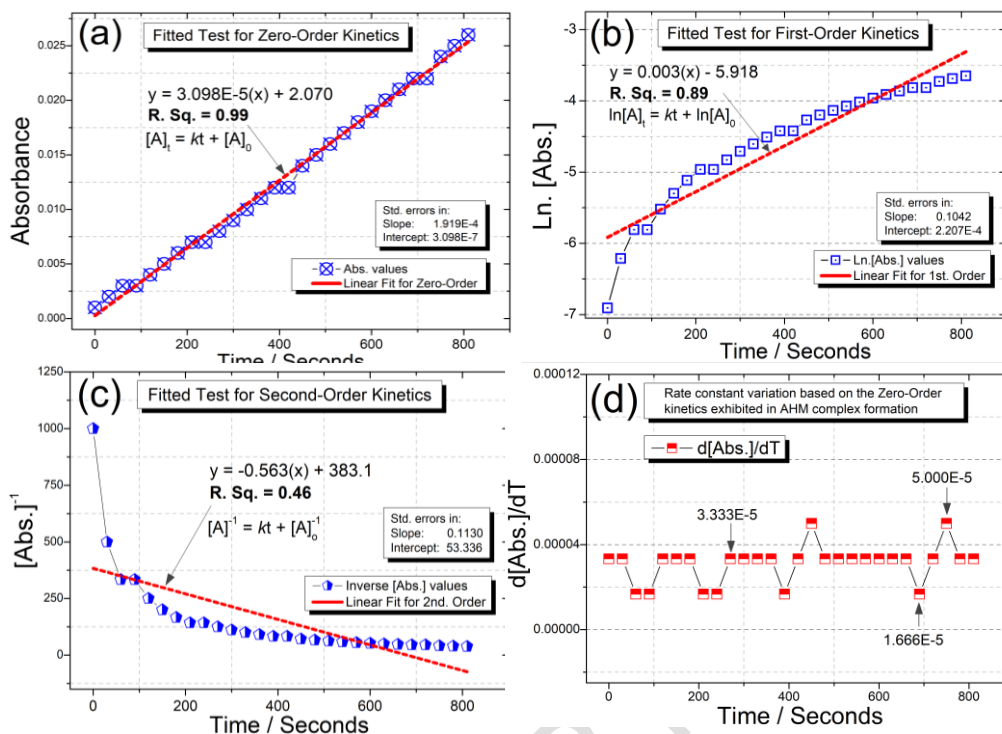 (a)
Fitted Test for Zero-Order Kinetics
y = 3.098E-5(x) + 2.070
R. Sq. = 0.99
[A]t = kt + [A]0
Std. errors in:
Slope: 1.919E-4
Intercept: 3.098E-7
Abs. values
Linear Fit for Zero-Order
Absorbance
0.025
0.020
0.015
0.010
0.005
0.000
0 200 400 600 800
Time / Seconds
(b)
Fitted Test for First-Order Kinetics
y = 0.003(x) - 5.918
R. Sq. = 0.89
ln[A]t = kt + ln[A]0
Std. errors in:
Slope: 0.1042
Intercept: 2.207E-4
Ln.[Abs.] values
Linear Fit for 1st. Order
Ln. [Abs.]
-3
-4
-5
-6
-7
0 200 400 600 800
Time / Seconds
(c)
Fitted Test for Second-Order Kinetics
y = -0.563(x) + 383.1
R. Sq. = 0.46
[A]-1 = kt + [A]o-1
Std. errors in:
Slope: 0.1130
Intercept: 53.336
Inverse [Abs.] values
Linear Fit for 2nd. Order
[Abs.]-1
1250
1000
750
500
250
0
0 200 400 600 800
Time / Seconds
(d)
Rate constant variation based on the Zero-Order
kinetics exhibited in AHM complex formation
d[Abs.]/dT
3.333E-5
5.000E-5
1.666E-5
d[Abs.]/dT
0.00012
0.00008
0.00004
0.00000
0 200 400 600 800
Time / Seconds